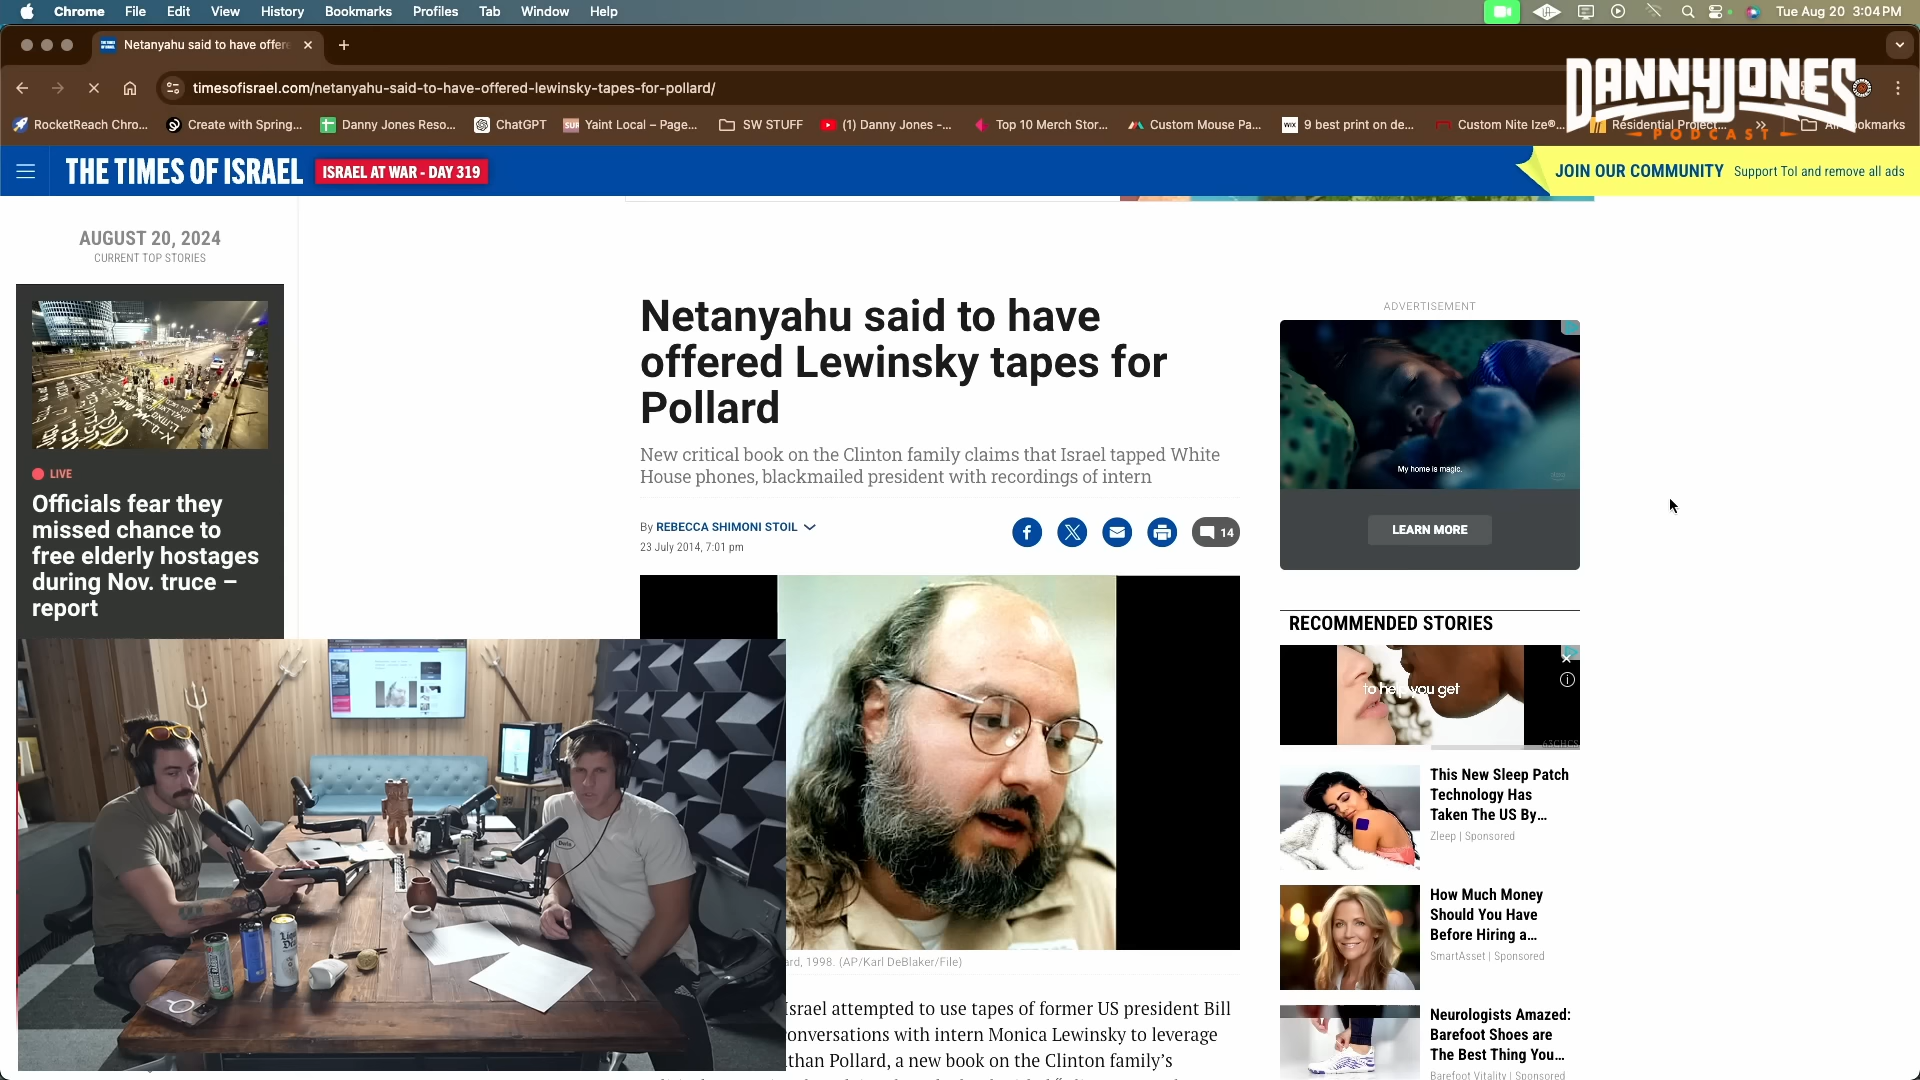 Chrome File Edit View History Bookmarks Profiles Tab Window Help
Tue Aug 20 3:04 PM
Netanyahu said to have offere
timesofisrael.com/netanyahu-said-to-have-offered-lewinsky-tapes-for-pollard/
DANNY JONES
PODCAST
RocketReach Chro...
Create with Spring...
Danny Jones Reso...
ChatGPT
Yaint Local – Page...
SW STUFF
(1) Danny Jones -...
Top 10 Merch Stor...
Custom Mouse Pa...
WIX
9 best print on de...
Custom Nite Ize®...
Residential Project...
»
THE TIMES OF ISRAEL
ISRAEL AT WAR - DAY 319
JOIN OUR COMMUNITY Support ToI and remove all ads
AUGUST 20, 2024
CURRENT TOP STORIES
LIVE
Officials fear they
missed chance to
free elderly hostages
during Nov. truce –
report
Netanyahu said to have
offered Lewinsky tapes for
Pollard
New critical book on the Clinton family claims that Israel tapped White
House phones, blackmailed president with recordings of intern
By REBECCA SHIMONI STOIL
23 July 2014, 7:01 pm
14
ard, 1998. (AP/Karl DeBlaker/File)
Israel attempted to use tapes of former US president Bill
onversations with intern Monica Lewinsky to leverage
than Pollard, a new book on the Clinton family's
ADVERTISEMENT
My home is magic.
LEARN MORE
RECOMMENDED STORIES
to help you get
This New Sleep Patch
Technology Has
Taken The US By...
Zleep | Sponsored
How Much Money
Should You Have
Before Hiring a...
SmartAsset | Sponsored
Neurologists Amazed:
Barefoot Shoes are
The Best Thing You...
Barefoot Vitality | Sponsored